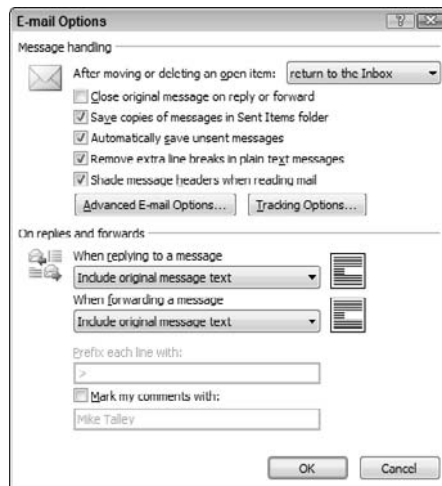 E-mail Options
Message handling
After moving or deleting an open item: return to the Inbox
Close original message on reply or forward
Save copies of messages in Sent Items folder
Automatically save unsent messages
Remove extra line breaks in plain text messages
Shade message headers when reading mail
Advanced E-mail Options... Tracking Options...
On replies and forwards
When replying to a message
Include original message text
When forwarding a message
Include original message text
Prefix each line with:
>
Mark my comments with:
Mike Talley
OK Cancel